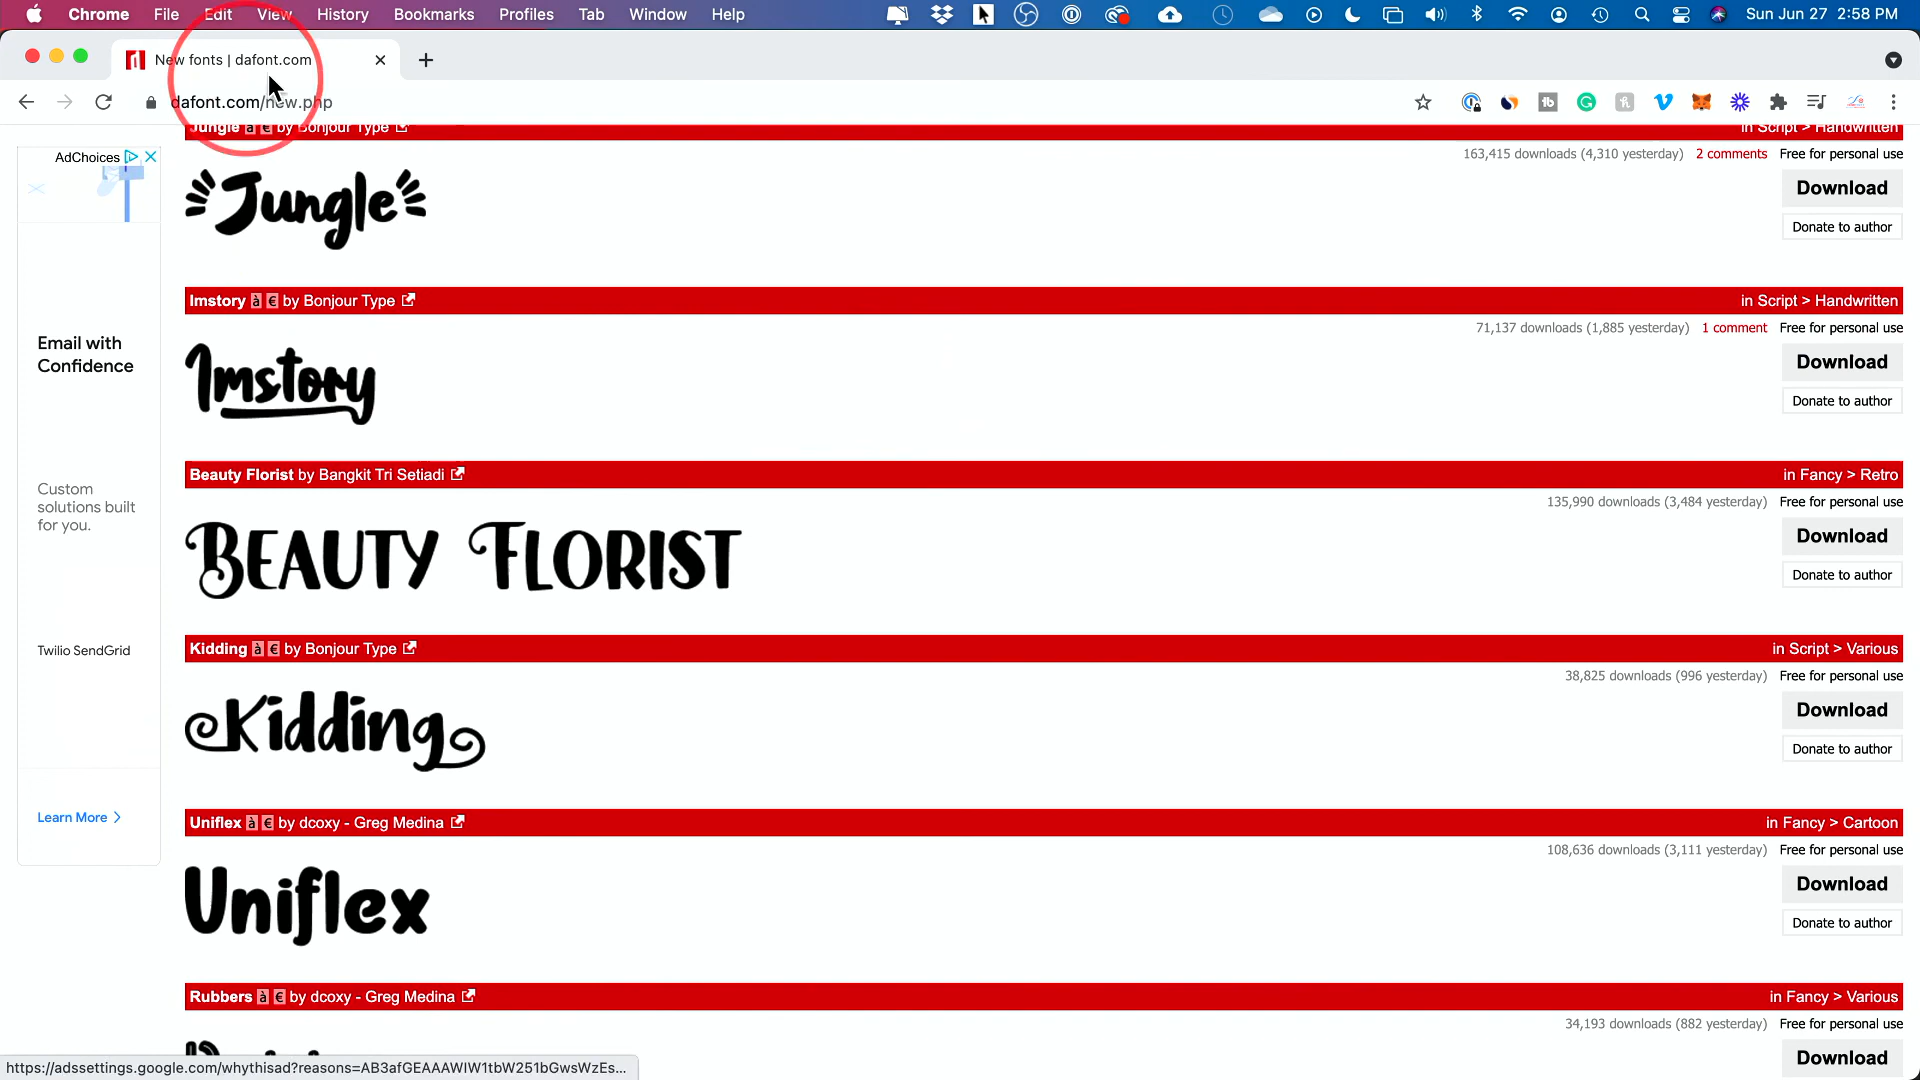 Chrome File Edit View History Bookmarks Profiles Tab Window Help Sun Jun 27 2:58 PM
New fonts | dafont.com
dafont.com/new.php
Jungle à € by Bonjour Type in Script > Handwritten
163,415 downloads (4,310 yesterday) 2 comments Free for personal use
AdChoices
Jungle
Download
Donate to author
Imstory à € by Bonjour Type in Script > Handwritten
71,137 downloads (1,885 yesterday) 1 comment Free for personal use
Email with
Confidence
Imstory
Download
Donate to author
Beauty Florist by Bangkit Tri Setiadi in Fancy > Retro
135,990 downloads (3,484 yesterday) Free for personal use
Custom
solutions built
for you.
BEAUTY FLORIST
Download
Donate to author
Kidding à € by Bonjour Type in Script > Various
Twilio SendGrid
38,825 downloads (996 yesterday) Free for personal use
Kidding
Download
Donate to author
Learn More >
Uniflex à € by dcoxy - Greg Medina in Fancy > Cartoon
108,636 downloads (3,111 yesterday) Free for personal use
Uniflex
Download
Donate to author
Rubbers à € by dcoxy - Greg Medina in Fancy > Various
34,193 downloads (882 yesterday) Free for personal use
Download
https://adssettings.google.com/whythisad?reasons=AB3afGEAAAWIW1tbW251bGwsWzEs...